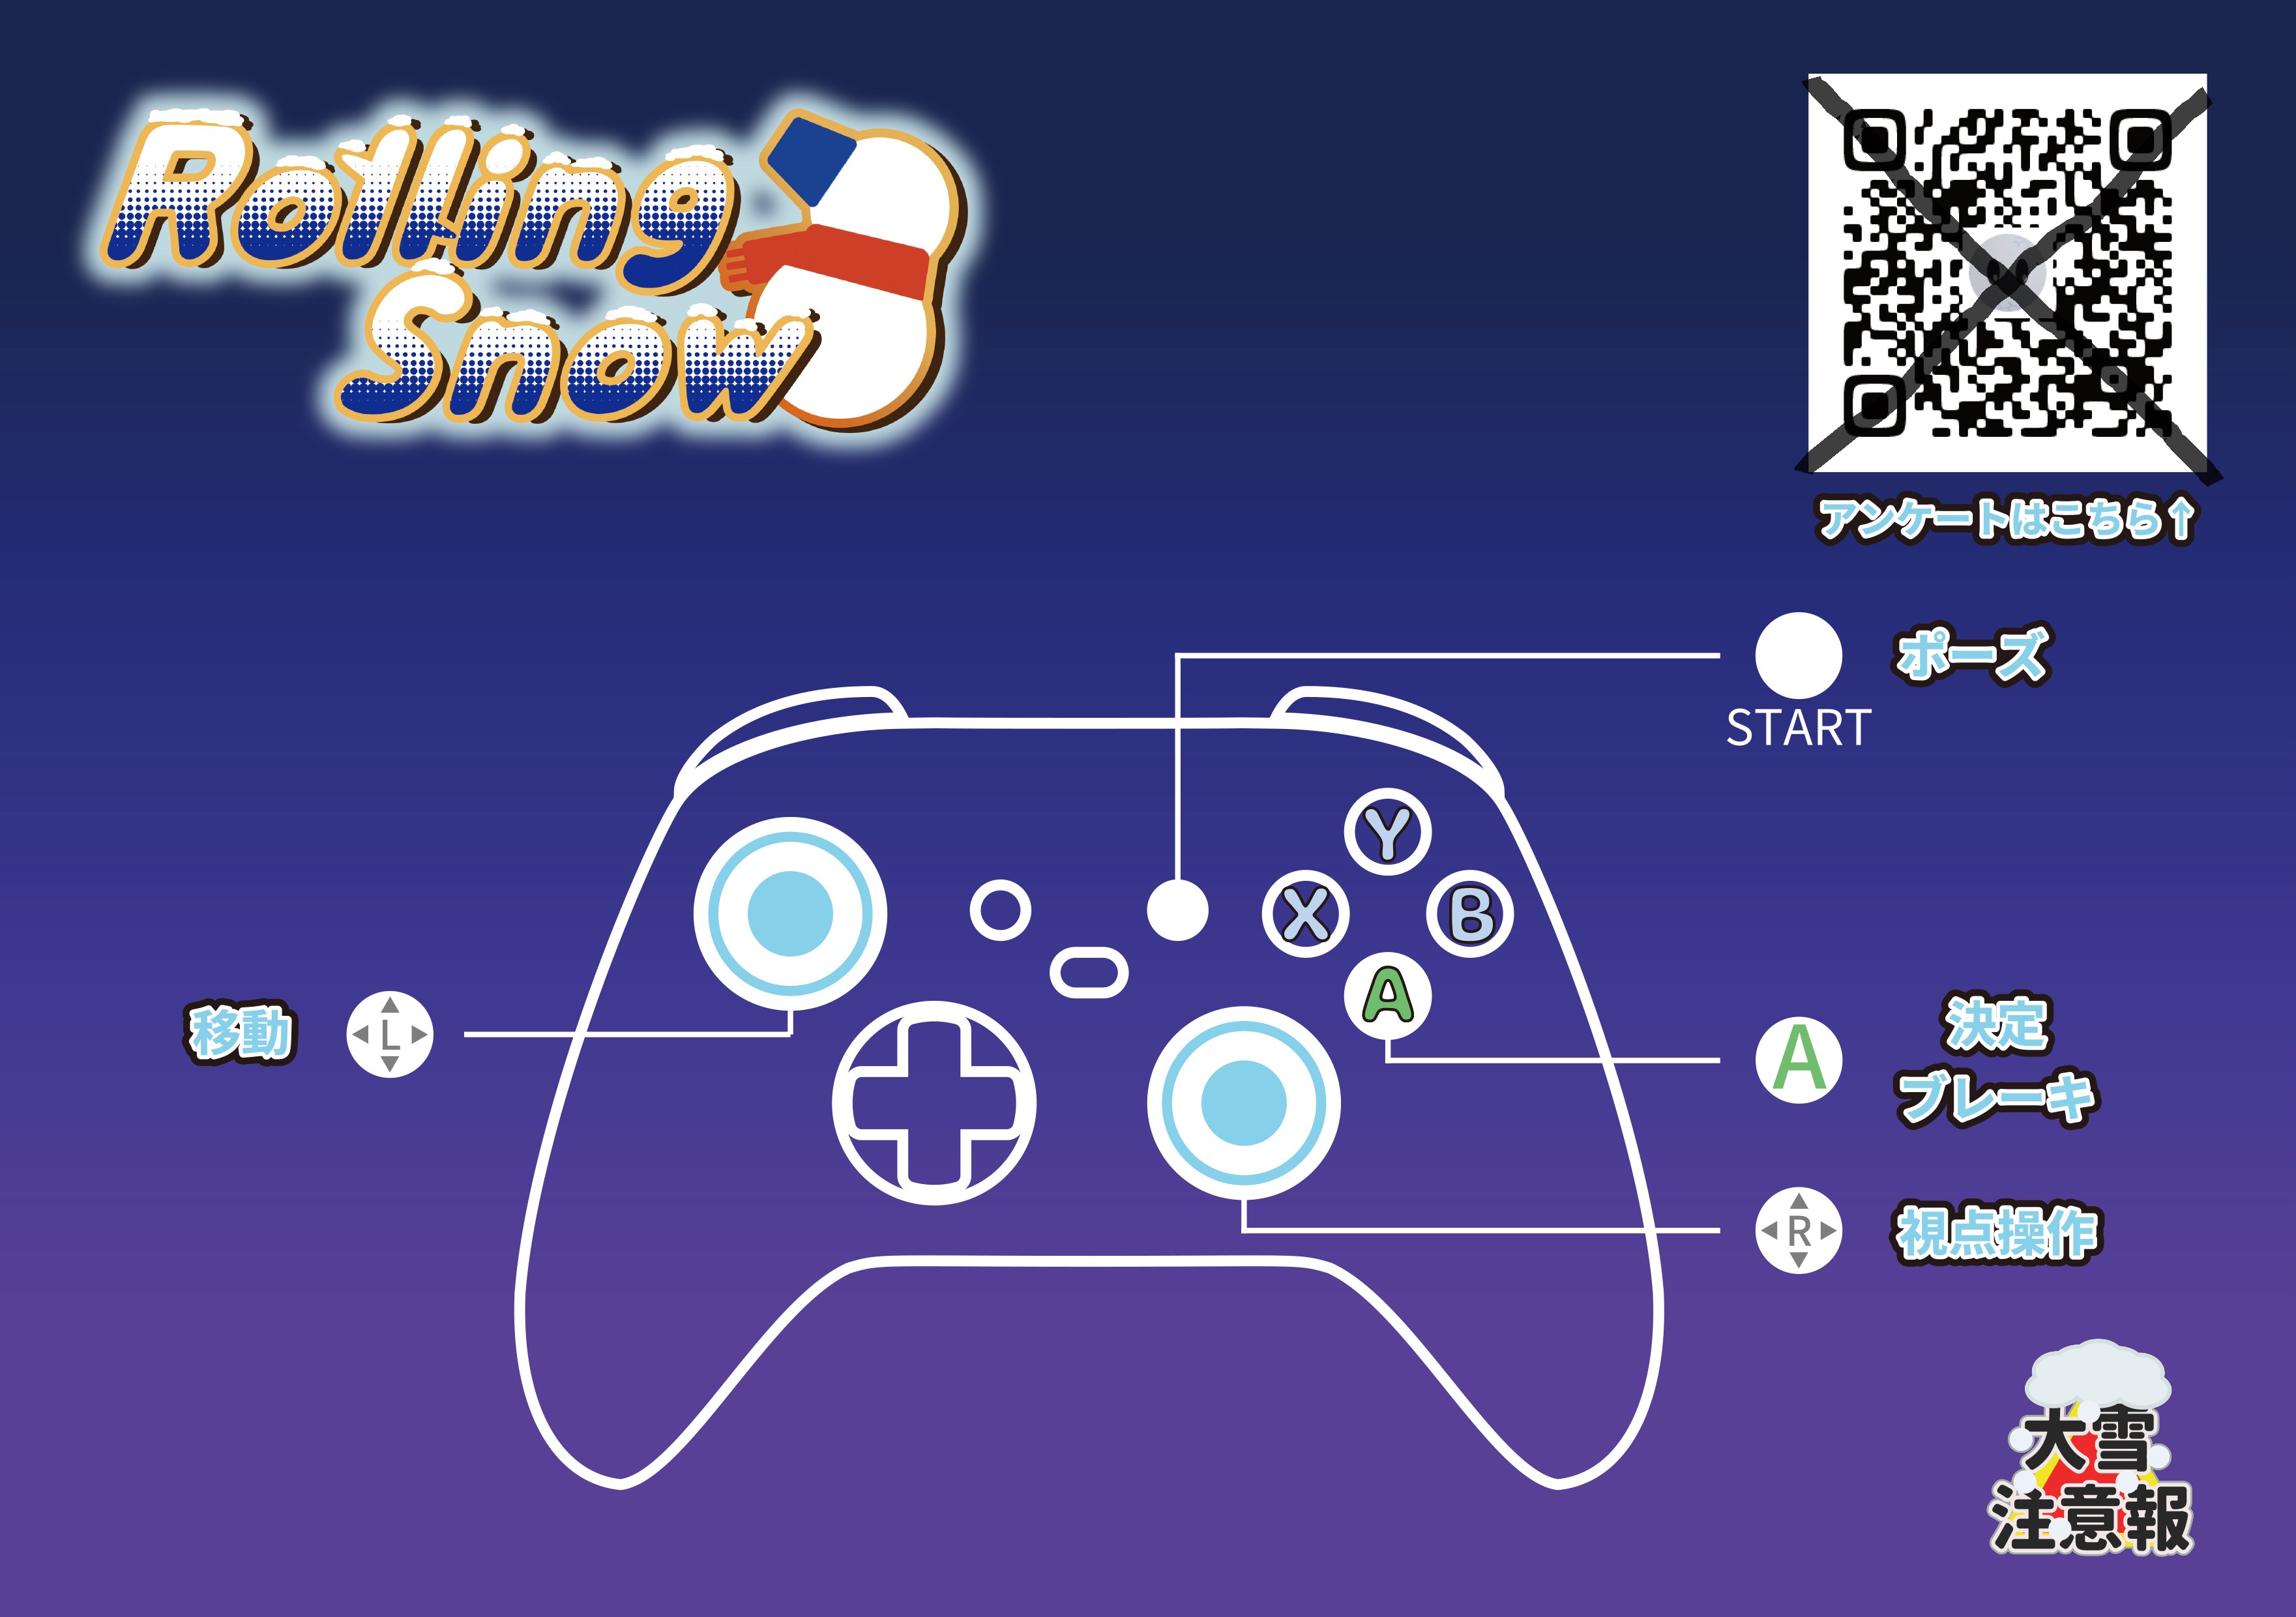 Rolling
Snow
アンケートはこちら↑
ポーズ
START
Y
X
B
A
移動
L
A
決定
ブレーキ
R
視点操作
大雪
注意報